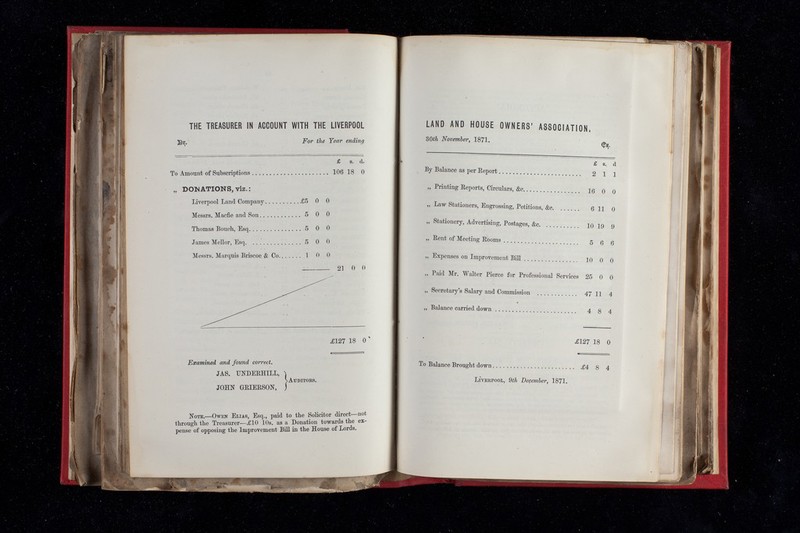 THE TREASURER IN ACCOUNT WITH THE LIVERPOOL
Dr. For the Year ending
£ s. d.
To Amount of Subscriptions ........................ 106 18 0
„ DONATIONS, viz.:
Liverpool Land Company .......... £5 0 0
Messrs. Macfie and Son ............ 5 0 0
Thomas Bouch, Esq. ............... 5 0 0
James Mellor, Esq. ............... 5 0 0
Messrs. Marquis Briscoe & Co. ...... 1 0 0
21 0 0
£127 18 0
Examined and found correct.
JAS. UNDERHILL, } Auditors.
JOHN GRIERSON,
Note.—Owen Elias, Esq., paid to the Solicitor direct—not
through the Treasurer—£10 10s. as a Donation towards the ex-
pense of opposing the Improvement Bill in the House of Lords.
LAND AND HOUSE OWNERS' ASSOCIATION.
30th November, 1871. Cr.
£ s. d
By Balance as per Report .......................... 2 1 1
„ Printing Reports, Circulars, &c. .................. 16 0 0
„ Law Stationers, Engrossing, Petitions, &c. ....... 6 11 0
„ Stationery, Advertising, Postages, &c. ........... 10 19 9
„ Rent of Meeting Rooms ........................ 5 6 6
„ Expenses on Improvement Bill .................. 10 0 0
„ Paid Mr. Walter Pierce for Professional Services 25 0 0
„ Secretary's Salary and Commission ............. 47 11 4
„ Balance carried down .......................... 4 8 4
£127 18 0
To Balance Brought down .......................... £4 8 4
Liverpool, 9th December, 1871.